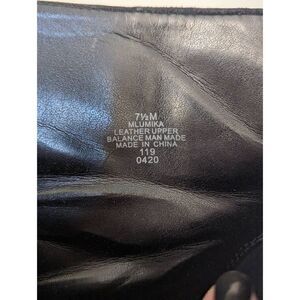 7½M
MLUMIKA
LEATHER UPPER
BALANCE MAN MADE
MADE IN CHINA
119
0420